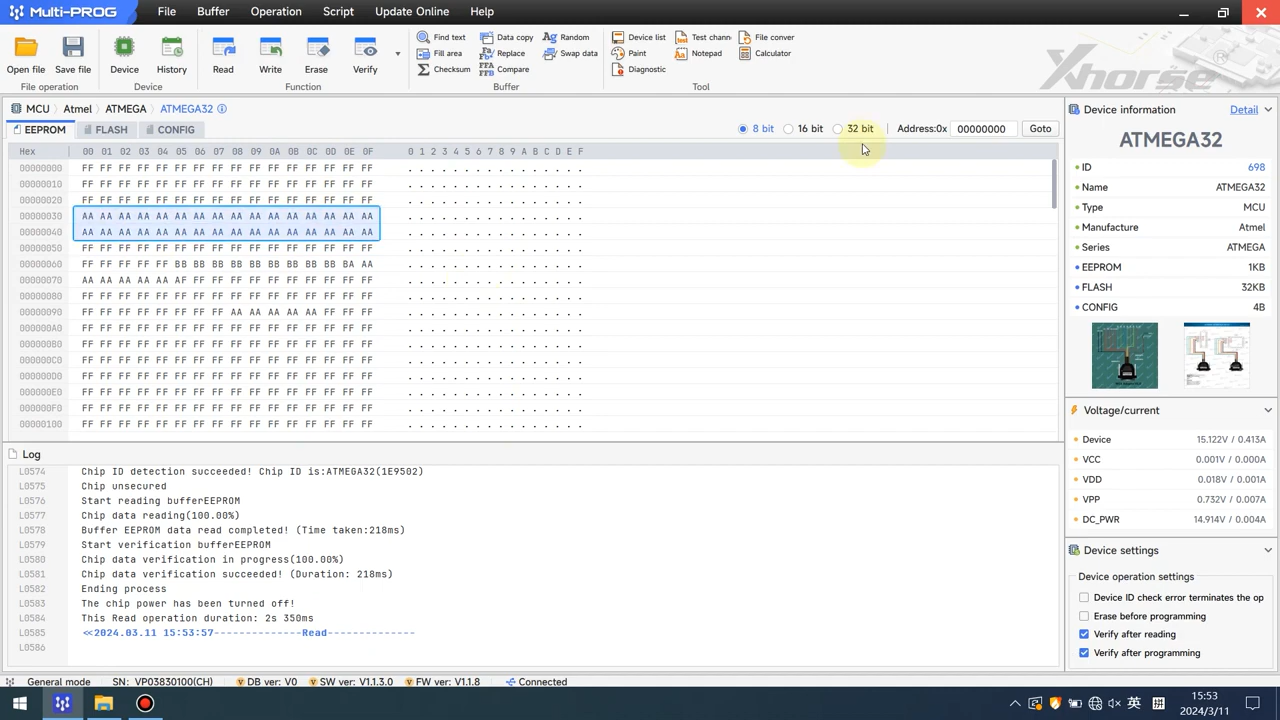 Multi-PROG File Buffer Operation Script Update Online Help
Open file Save file Device History Read Write Erase Verify
Find text Data copy Random Device list Test chann File conver
Fill area Replace Swap data Paint Notepad Calculator
Checksum Compare Diagnostic
File operation Device Function Buffer Tool
Xhorse®
MCU Atmel ATMEGA ATMEGA32
EEPROM FLASH CONFIG 8 bit 16 bit 32 bit Address:0x 00000000 Goto
Hex 00 01 02 03 04 05 06 07 08 09 0A 0B 0C 0D 0E 0F 0 1 2 3 4 5 6 7 8 9 A B C D E F
00000000 FF FF FF FF FF FF FF FF FF FF FF FF FF FF FF FF . . . . . . . . . . . . . . . .
00000010 FF FF FF FF FF FF FF FF FF FF FF FF FF FF FF FF . . . . . . . . . . . . . . . .
00000020 FF FF FF FF FF FF FF FF FF FF FF FF FF FF FF FF . . . . . . . . . . . . . . . .
00000030 AA AA AA AA AA AA AA AA AA AA AA AA AA AA AA AA . . . . . . . . . . . . . . . .
00000040 AA AA AA AA AA AA AA AA AA AA AA AA AA AA AA AA . . . . . . . . . . . . . . . .
00000050 FF FF FF FF FF FF FF FF FF FF FF FF FF FF FF FF . . . . . . . . . . . . . . . .
00000060 FF FF FF FF FF BB BB BB BB BB BB BB BB BB BA AA . . . . . . . . . . . . . . . .
00000070 AA AA AA AA AA AF FF FF FF FF FF FF FF FF FF FF . . . . . . . . . . . . . . . .
00000080 FF FF FF FF FF FF FF FF FF FF FF FF FF FF FF FF . . . . . . . . . . . . . . . .
00000090 FF FF FF FF FF FF FF FF AA AA AA AA AA FF FF FF . . . . . . . . . . . . . . . .
000000A0 FF FF FF FF FF FF FF FF FF FF FF FF FF FF FF FF . . . . . . . . . . . . . . . .
000000B0 FF FF FF FF FF FF FF FF FF FF FF FF FF FF FF FF . . . . . . . . . . . . . . . .
000000C0 FF FF FF FF FF FF FF FF FF FF FF FF FF FF FF FF . . . . . . . . . . . . . . . .
000000D0 FF FF FF FF FF FF FF FF FF FF FF FF FF FF FF FF . . . . . . . . . . . . . . . .
000000E0 FF FF FF FF FF FF FF FF FF FF FF FF FF FF FF FF . . . . . . . . . . . . . . . .
000000F0 FF FF FF FF FF FF FF FF FF FF FF FF FF FF FF FF . . . . . . . . . . . . . . . .
00000100 FF FF FF FF FF FF FF FF FF FF FF FF FF FF FF FF . . . . . . . . . . . . . . . .
Log
L0574 Chip ID detection succeeded! Chip ID is:ATMEGA32(1E9502)
L0575 Chip unsecured
L0576 Start reading bufferEEPROM
L0577 Chip data reading(100.00%)
L0578 Buffer EEPROM data read completed! (Time taken:218ms)
L0579 Start verification bufferEEPROM
L0580 Chip data verification in progress(100.00%)
L0581 Chip data verification succeeded! (Duration: 218ms)
L0582 Ending process
L0583 The chip power has been turned off!
L0584 This Read operation duration: 2s 350ms
L0585 <<2024.03.11 15:53:57--------------Read--------------
L0586
Device information Detail
ATMEGA32
ID 698
Name ATMEGA32
Type MCU
Manufacture Atmel
Series ATMEGA
EEPROM 1KB
FLASH 32KB
CONFIG 4B
Voltage/current
Device 15.122V / 0.413A
VCC 0.001V / 0.000A
VDD 0.018V / 0.001A
VPP 0.732V / 0.007A
DC_PWR 14.914V / 0.004A
Device settings
Device operation settings
Device ID check error terminates the op
Erase before programming
Verify after reading
Verify after programming
General mode SN: VP03830100(CH) DB ver: V0 SW ver: V1.1.3.0 FW ver: V1.1.8 Connected
英 拼 15:53
2024/3/11